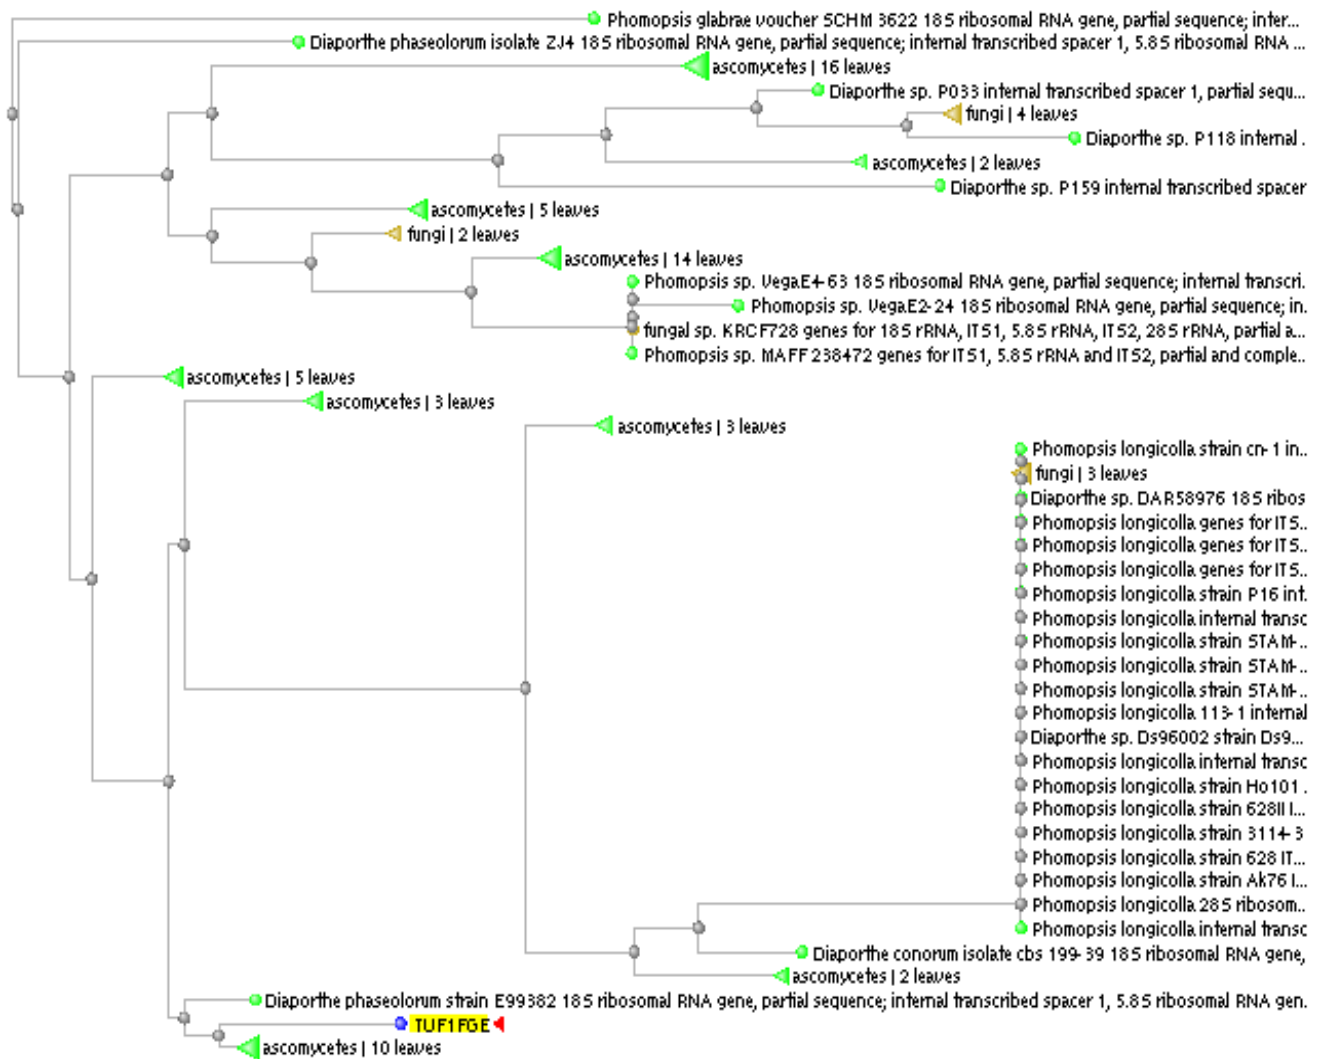 Phomopsis glabrae voucher SCHM 3622 18S ribosomal RNA gene, partial sequence; inter...
Diaporthe phaseolorum isolate ZJ4 18S ribosomal RNA gene, partial sequence; internal transcribed spacer 1, 5.8S ribosomal RNA ...
ascomycetes | 16 leaves
Diaporthe sp. P033 internal transcribed spacer 1, partial sequ...
fungi | 4 leaves
Diaporthe sp. P118 internal .
ascomycetes | 2 leaves
Diaporthe sp. P159 internal transcribed spacer
ascomycetes | 5 leaves
fungi | 2 leaves
ascomycetes | 14 leaves
Phomopsis sp. VegaE4-63 18S ribosomal RNA gene, partial sequence; internal transcri.
Phomopsis sp. VegaE2-24 18S ribosomal RNA gene, partial sequence; in.
fungal sp. KRCF728 genes for 18S rRNA, ITS1, 5.8S rRNA, ITS2, 28S rRNA, partial a...
Phomopsis sp. MAFF 238472 genes for ITS1, 5.8S rRNA and ITS2, partial and comple..
ascomycetes | 5 leaves
ascomycetes | 3 leaves
ascomycetes | 3 leaves
Phomopsis longicolla strain cn-1 in..
fungi | 3 leaves
Diaporthe sp. DAR58976 18S ribos
Phomopsis longicolla genes for ITS..
Phomopsis longicolla genes for ITS..
Phomopsis longicolla genes for ITS..
Phomopsis longicolla strain P16 int.
Phomopsis longicolla internal transc
Phomopsis longicolla strain STAM-..
Phomopsis longicolla strain STAM-..
Phomopsis longicolla strain STAM-..
Phomopsis longicolla 113-1 internal
Diaporthe sp. Ds96002 strain Ds9...
Phomopsis longicolla internal transc
Phomopsis longicolla strain Ho101 .
Phomopsis longicolla strain 628II I...
Phomopsis longicolla strain 3114-3
Phomopsis longicolla strain 628 IT...
Phomopsis longicolla strain Ak76 I...
Phomopsis longicolla 28S ribosom..
Phomopsis longicolla internal transc
Diaporthe conorum isolate cbs 199-39 18S ribosomal RNA gene,
ascomycetes | 2 leaves
Diaporthe phaseolorum strain E99382 18S ribosomal RNA gene, partial sequence; internal transcribed spacer 1, 5.8S ribosomal RNA gen.
TUF1FGE
ascomycetes | 10 leaves